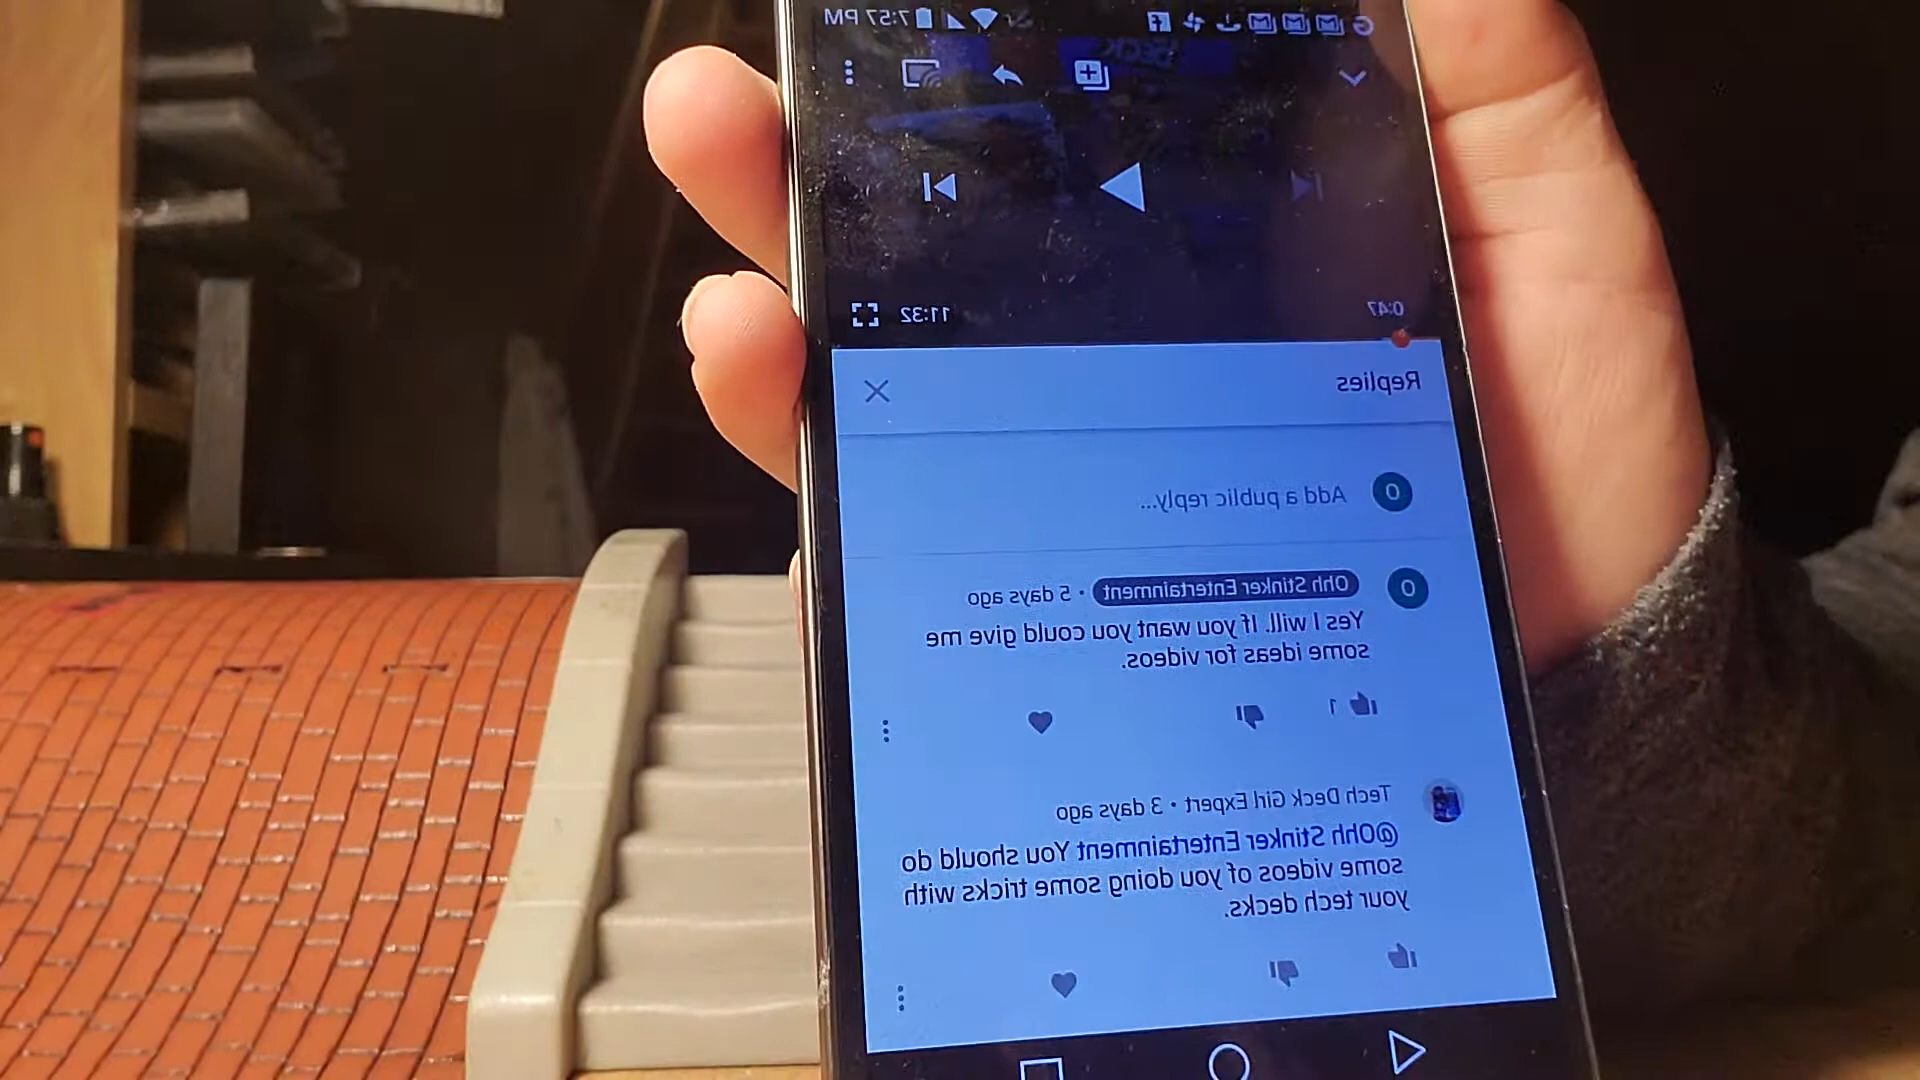 7:57 PM
0:47
11:32
Replies
Add a public reply...
Ohh Stinker Entertainment • 5 days ago
Yes I will. If you want you could give me
some ideas for videos.
1
Tech Deck Girl Expert • 3 days ago
@Ohh Stinker Entertainment You should do
some videos of you doing some tricks with
your tech decks.